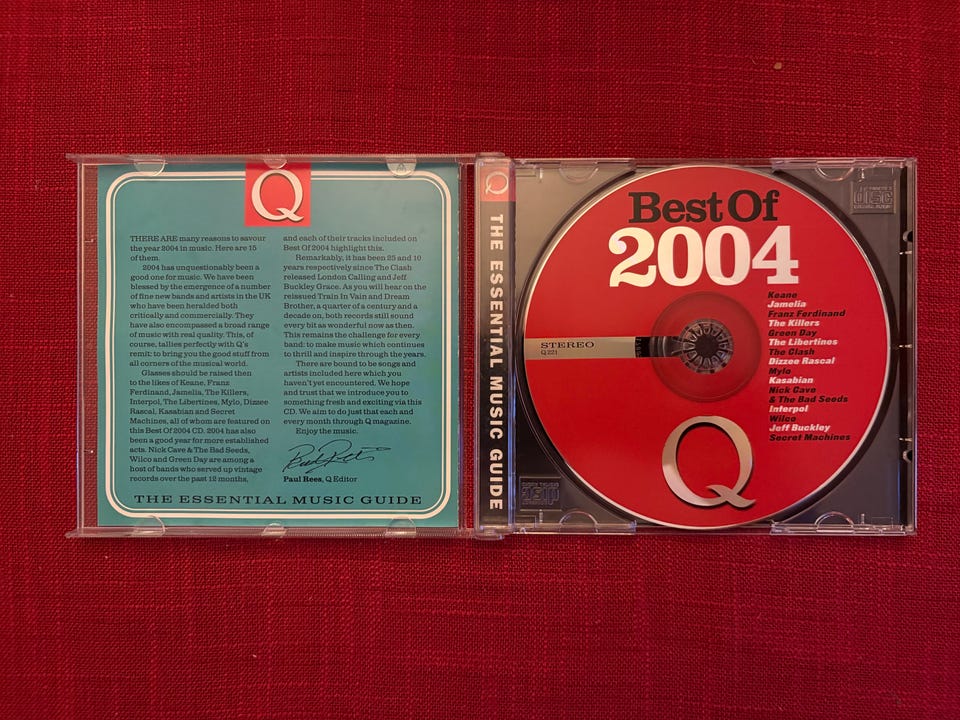 Q
THERE ARE many reasons to savour
the year 2004 in music. Here are 15
of them.
2004 has unquestionably been a
good one for music. We have been
blessed by the emergence of a number
of fine new bands and artists in the UK
who have been heralded both
critically and commercially. They
have also encompassed a broad range
of music with real quality. This, of
course, tallies perfectly with Q's
remit: to bring you the good stuff from
all corners of the musical world.
Glasses should be raised then
to the likes of Keane, Franz
Ferdinand, Jamelia, The Killers,
Interpol, The Libertines, Mylo, Dizzee
Rascal, Kasabian and Secret
Machines, all of whom are featured on
this Best Of 2004 CD. 2004 has also
been a good year for more established
acts. Nick Cave & The Bad Seeds,
Wilco and Green Day are among a
host of bands who served up vintage
records over the past 12 months,
and each of their tracks included on
Best Of 2004 highlight this.
Remarkably, it has been 25 and 10
years respectively since The Clash
released London Calling and Jeff
Buckley Grace. As you will hear on the
reissued Train In Vain and Dream
Brother, a quarter of a century and a
decade on, both records still sound
every bit as wonderful now as then.
This remains the challenge for every
band: to make music which continues
to thrill and inspire through the years.
There are bound to be songs and
artists included here which you
haven't yet encountered. We hope
and trust that we introduce you to
something fresh and exciting via this
CD. We aim to do just that each and
every month through Q magazine.
Enjoy the music.
Paul Rees, Q Editor
THE ESSENTIAL MUSIC GUIDE
Q
THE ESSENTIAL MUSIC GUIDE
Best Of
2004
Keane
Jamelia
Franz Ferdinand
The Killers
Green Day
The Libertines
The Clash
Dizzee Rascal
Mylo
Kasabian
Nick Cave
& The Bad Seeds
Interpol
Wilco
Jeff Buckley
Secret Machines
STEREO
Q221
Q
disc